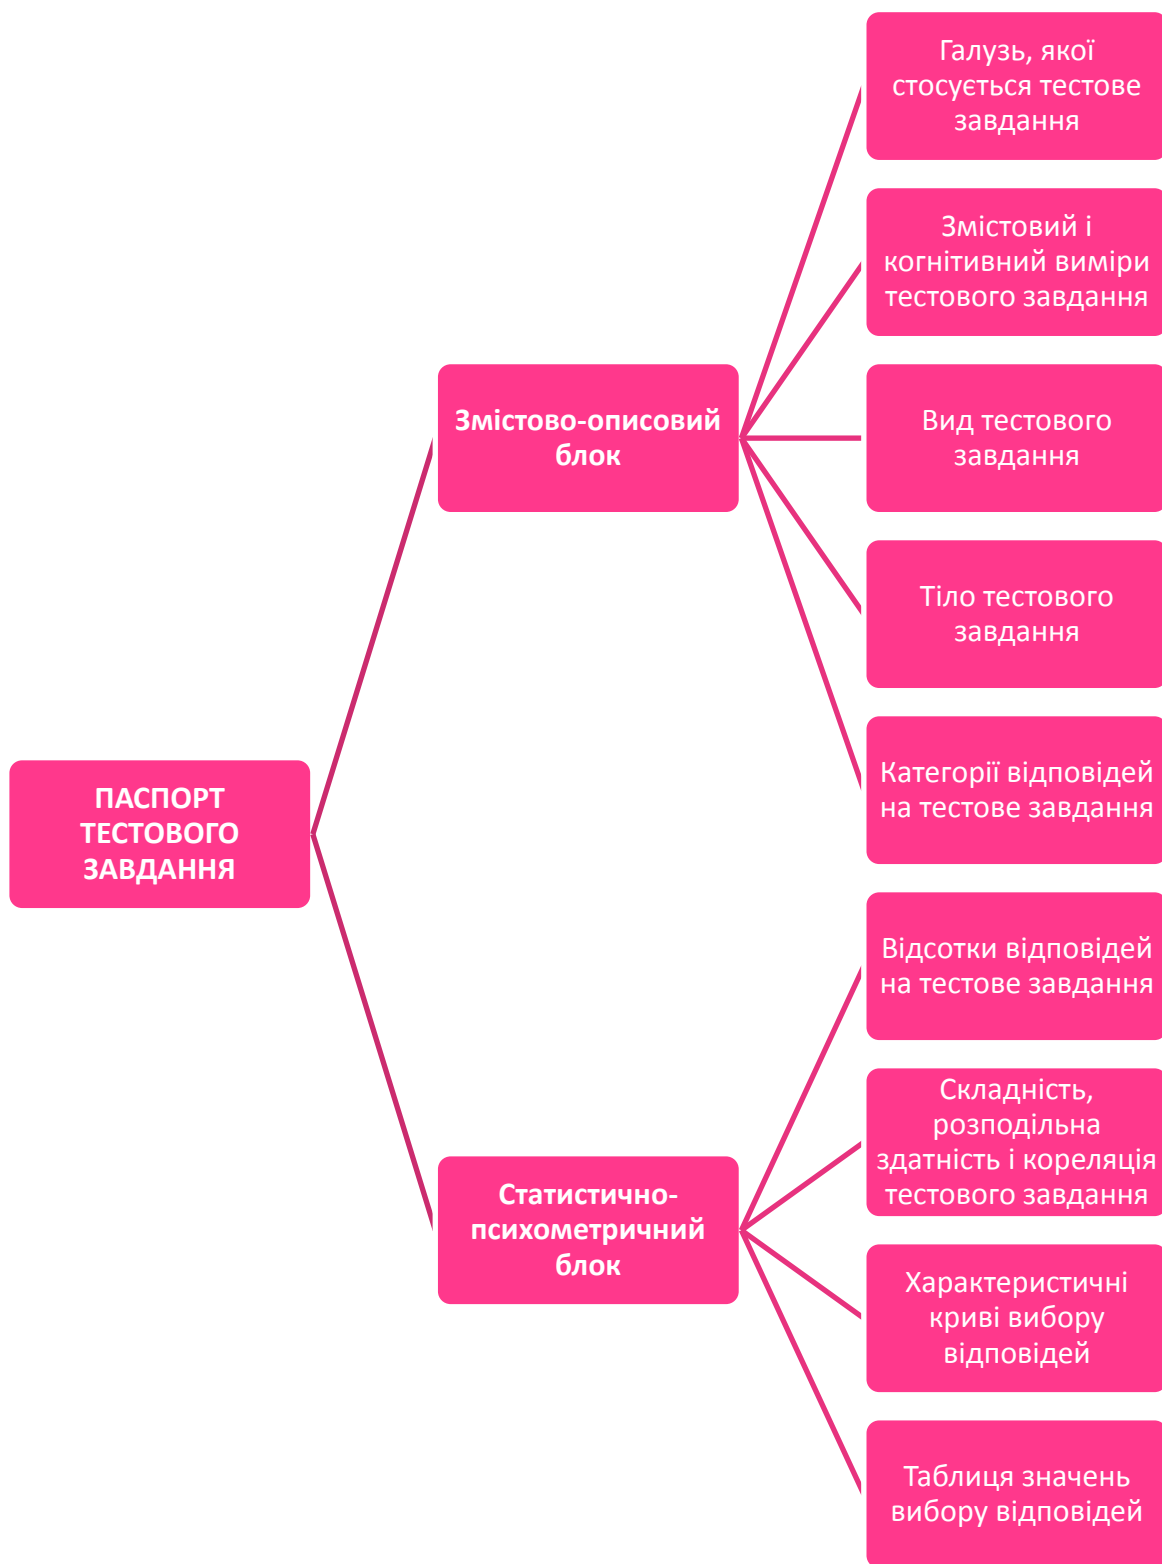 Галузь, якої
стосується тестове
завдання
Змістовий і
когнітивний виміри
тестового завдання
Змістово-описовий
блок
Вид тестового
завдання
Тіло тестового
завдання
Категорії відповідей
на тестове завдання
ПАСПОРТ
ТЕСТОВОГО
ЗАВДАННЯ
Відсотки відповідей
на тестове завдання
Складність,
розподільна
здатність і кореляція
тестового завдання
Статистично-
психометричний
блок
Характеристичні
криві вибору
відповідей
Таблиця значень
вибору відповідей